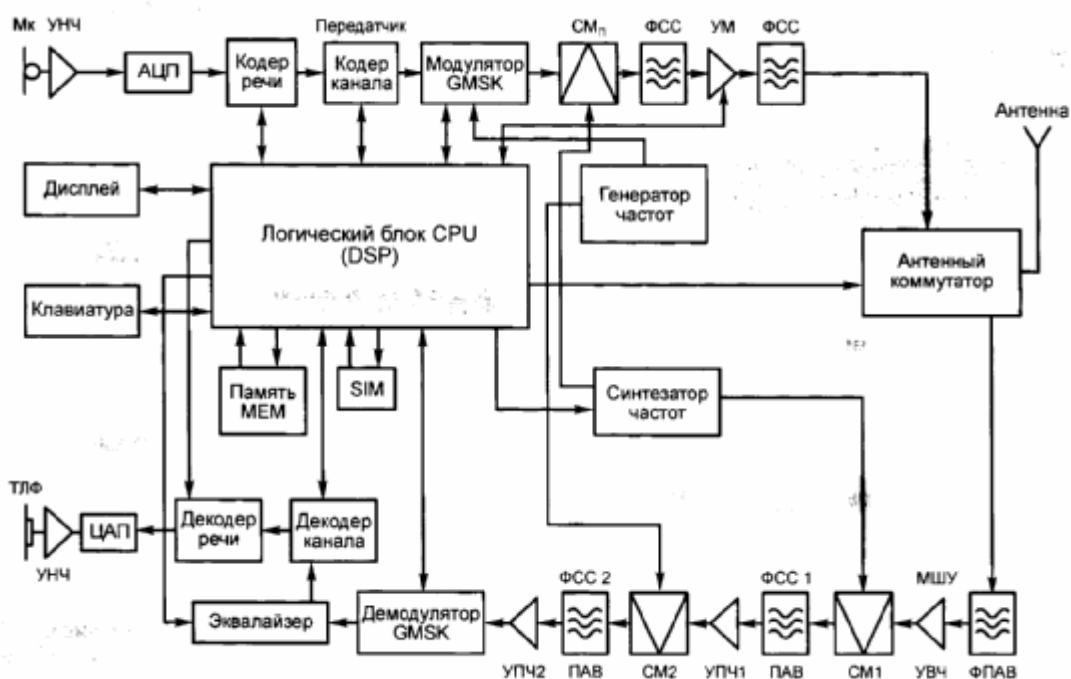 Мк УНЧ
Передатчик
СМп
ФСС
УМ
ФСС
АЦП
Кодер
речи
Кодер
канала
Модулятор
GMSK
Антенна
Дисплей
Логический блок CPU
(DSP)
Генератор
частот
Антенный
коммутатор
Клавиатура
Память
MEM
SIM
Синтезатор
частот
ТЛФ
УНЧ
ЦАП
Декодер
речи
Декодер
канала
Эквалайзер
Демодулятор
GMSK
ФСС 2
ФСС 1
МШУ
УПЧ2
ПАВ
СМ2
УПЧ1
ПАВ
СМ1
УВЧ
ФПАВ